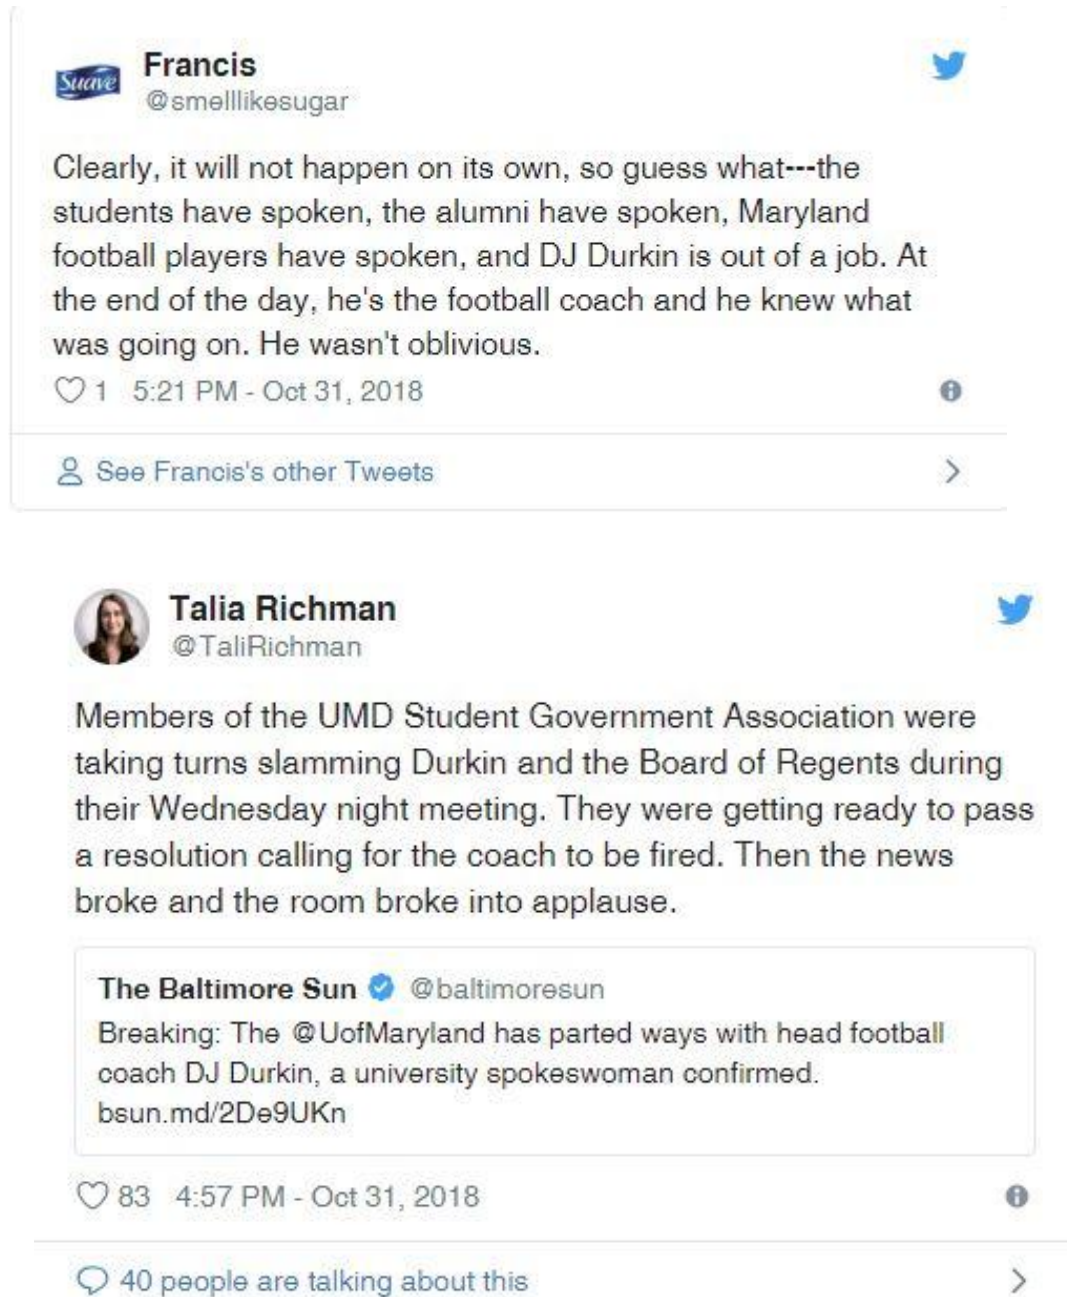 Suave
Francis
@smelllikesugar
Clearly, it will not happen on its own, so guess what---the
students have spoken, the alumni have spoken, Maryland
football players have spoken, and DJ Durkin is out of a job. At
the end of the day, he's the football coach and he knew what
was going on. He wasn't oblivious.
1 5:21 PM - Oct 31, 2018
See Francis's other Tweets
Talia Richman
@TaliRichman
Members of the UMD Student Government Association were
taking turns slamming Durkin and the Board of Regents during
their Wednesday night meeting. They were getting ready to pass
a resolution calling for the coach to be fired. Then the news
broke and the room broke into applause.
The Baltimore Sun @baltimoresun
Breaking: The @UofMaryland has parted ways with head football
coach DJ Durkin, a university spokeswoman confirmed.
bsun.md/2De9UKn
83 4:57 PM - Oct 31, 2018
40 people are talking about this